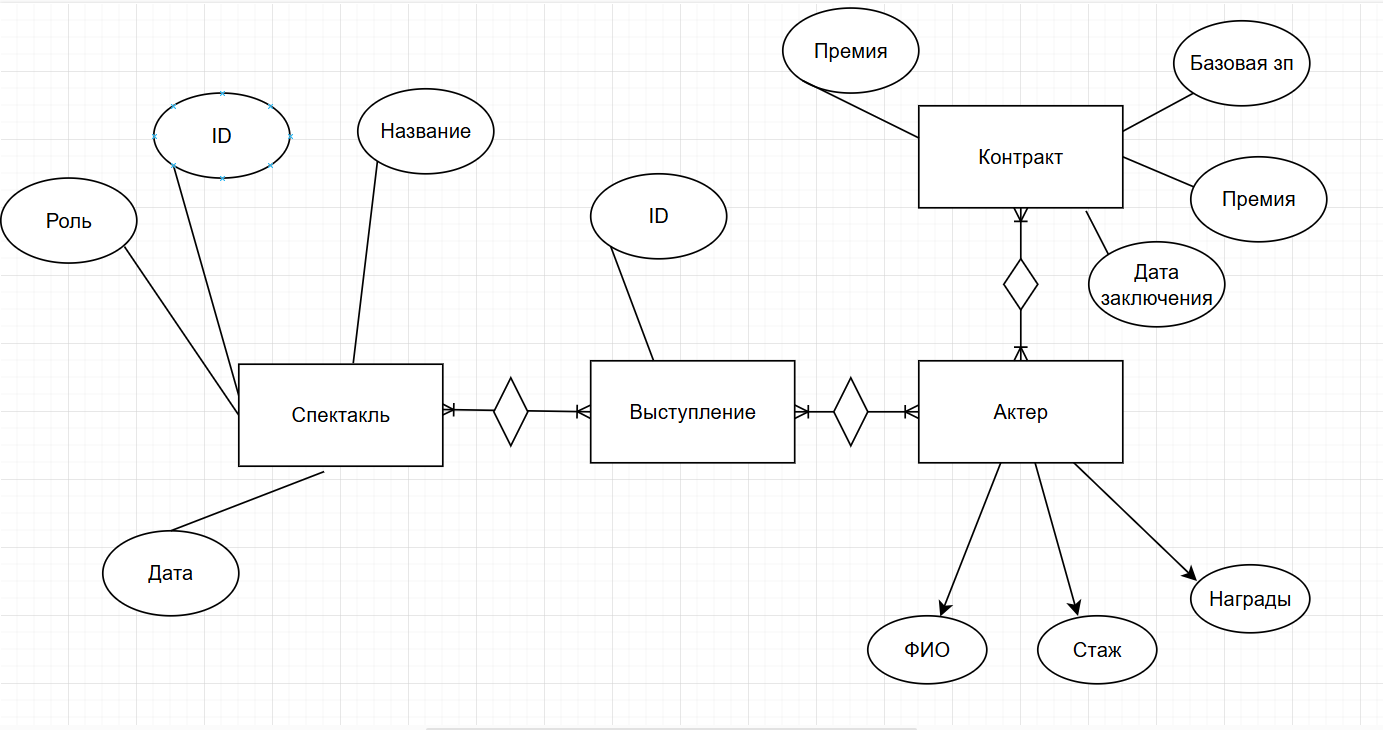 Премия
Базовая зп
ID
Название
Контракт
Роль
ID
Премия
Дата
заключения
Спектакль
Выступление
Актер
Дата
Награды
ФИО
Стаж